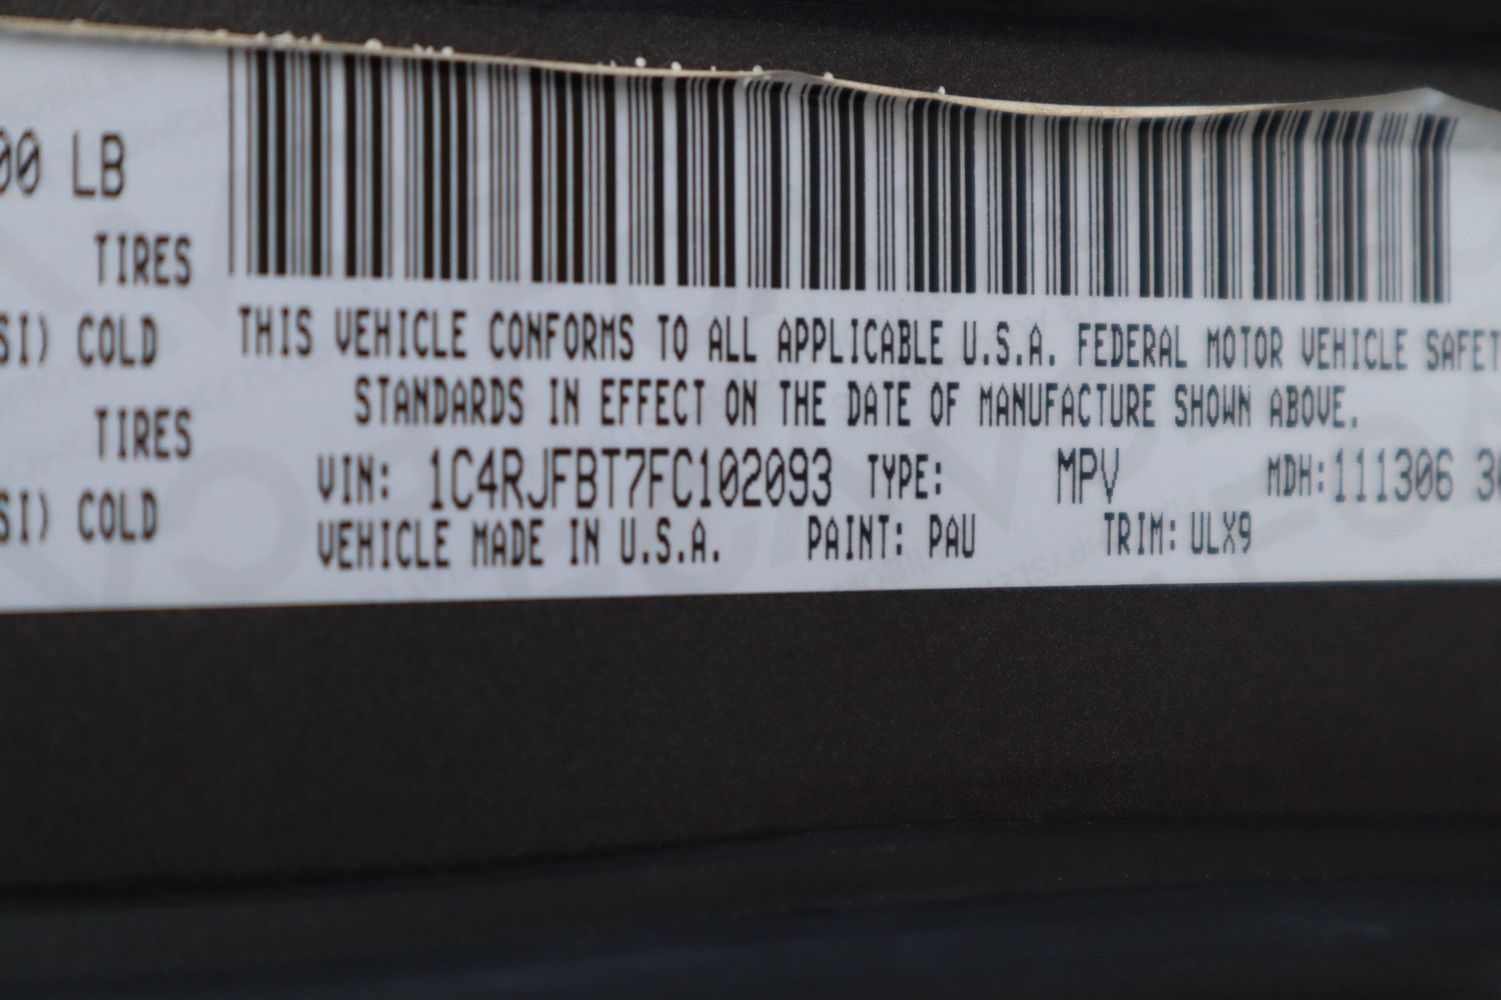 00 LB
TIRES
SI) COLD
TIRES
SI) COLD
THIS VEHICLE CONFORMS TO ALL APPLICABLE U.S.A. FEDERAL MOTOR VEHICLE SAFET
STANDARDS IN EFFECT ON THE DATE OF MANUFACTURE SHOWN ABOVE.
VIN: 1C4RJFBT7FC102093 TYPE: MPV MDH:111306 30
VEHICLE MADE IN U.S.A. PAINT: PAU TRIM: ULX9